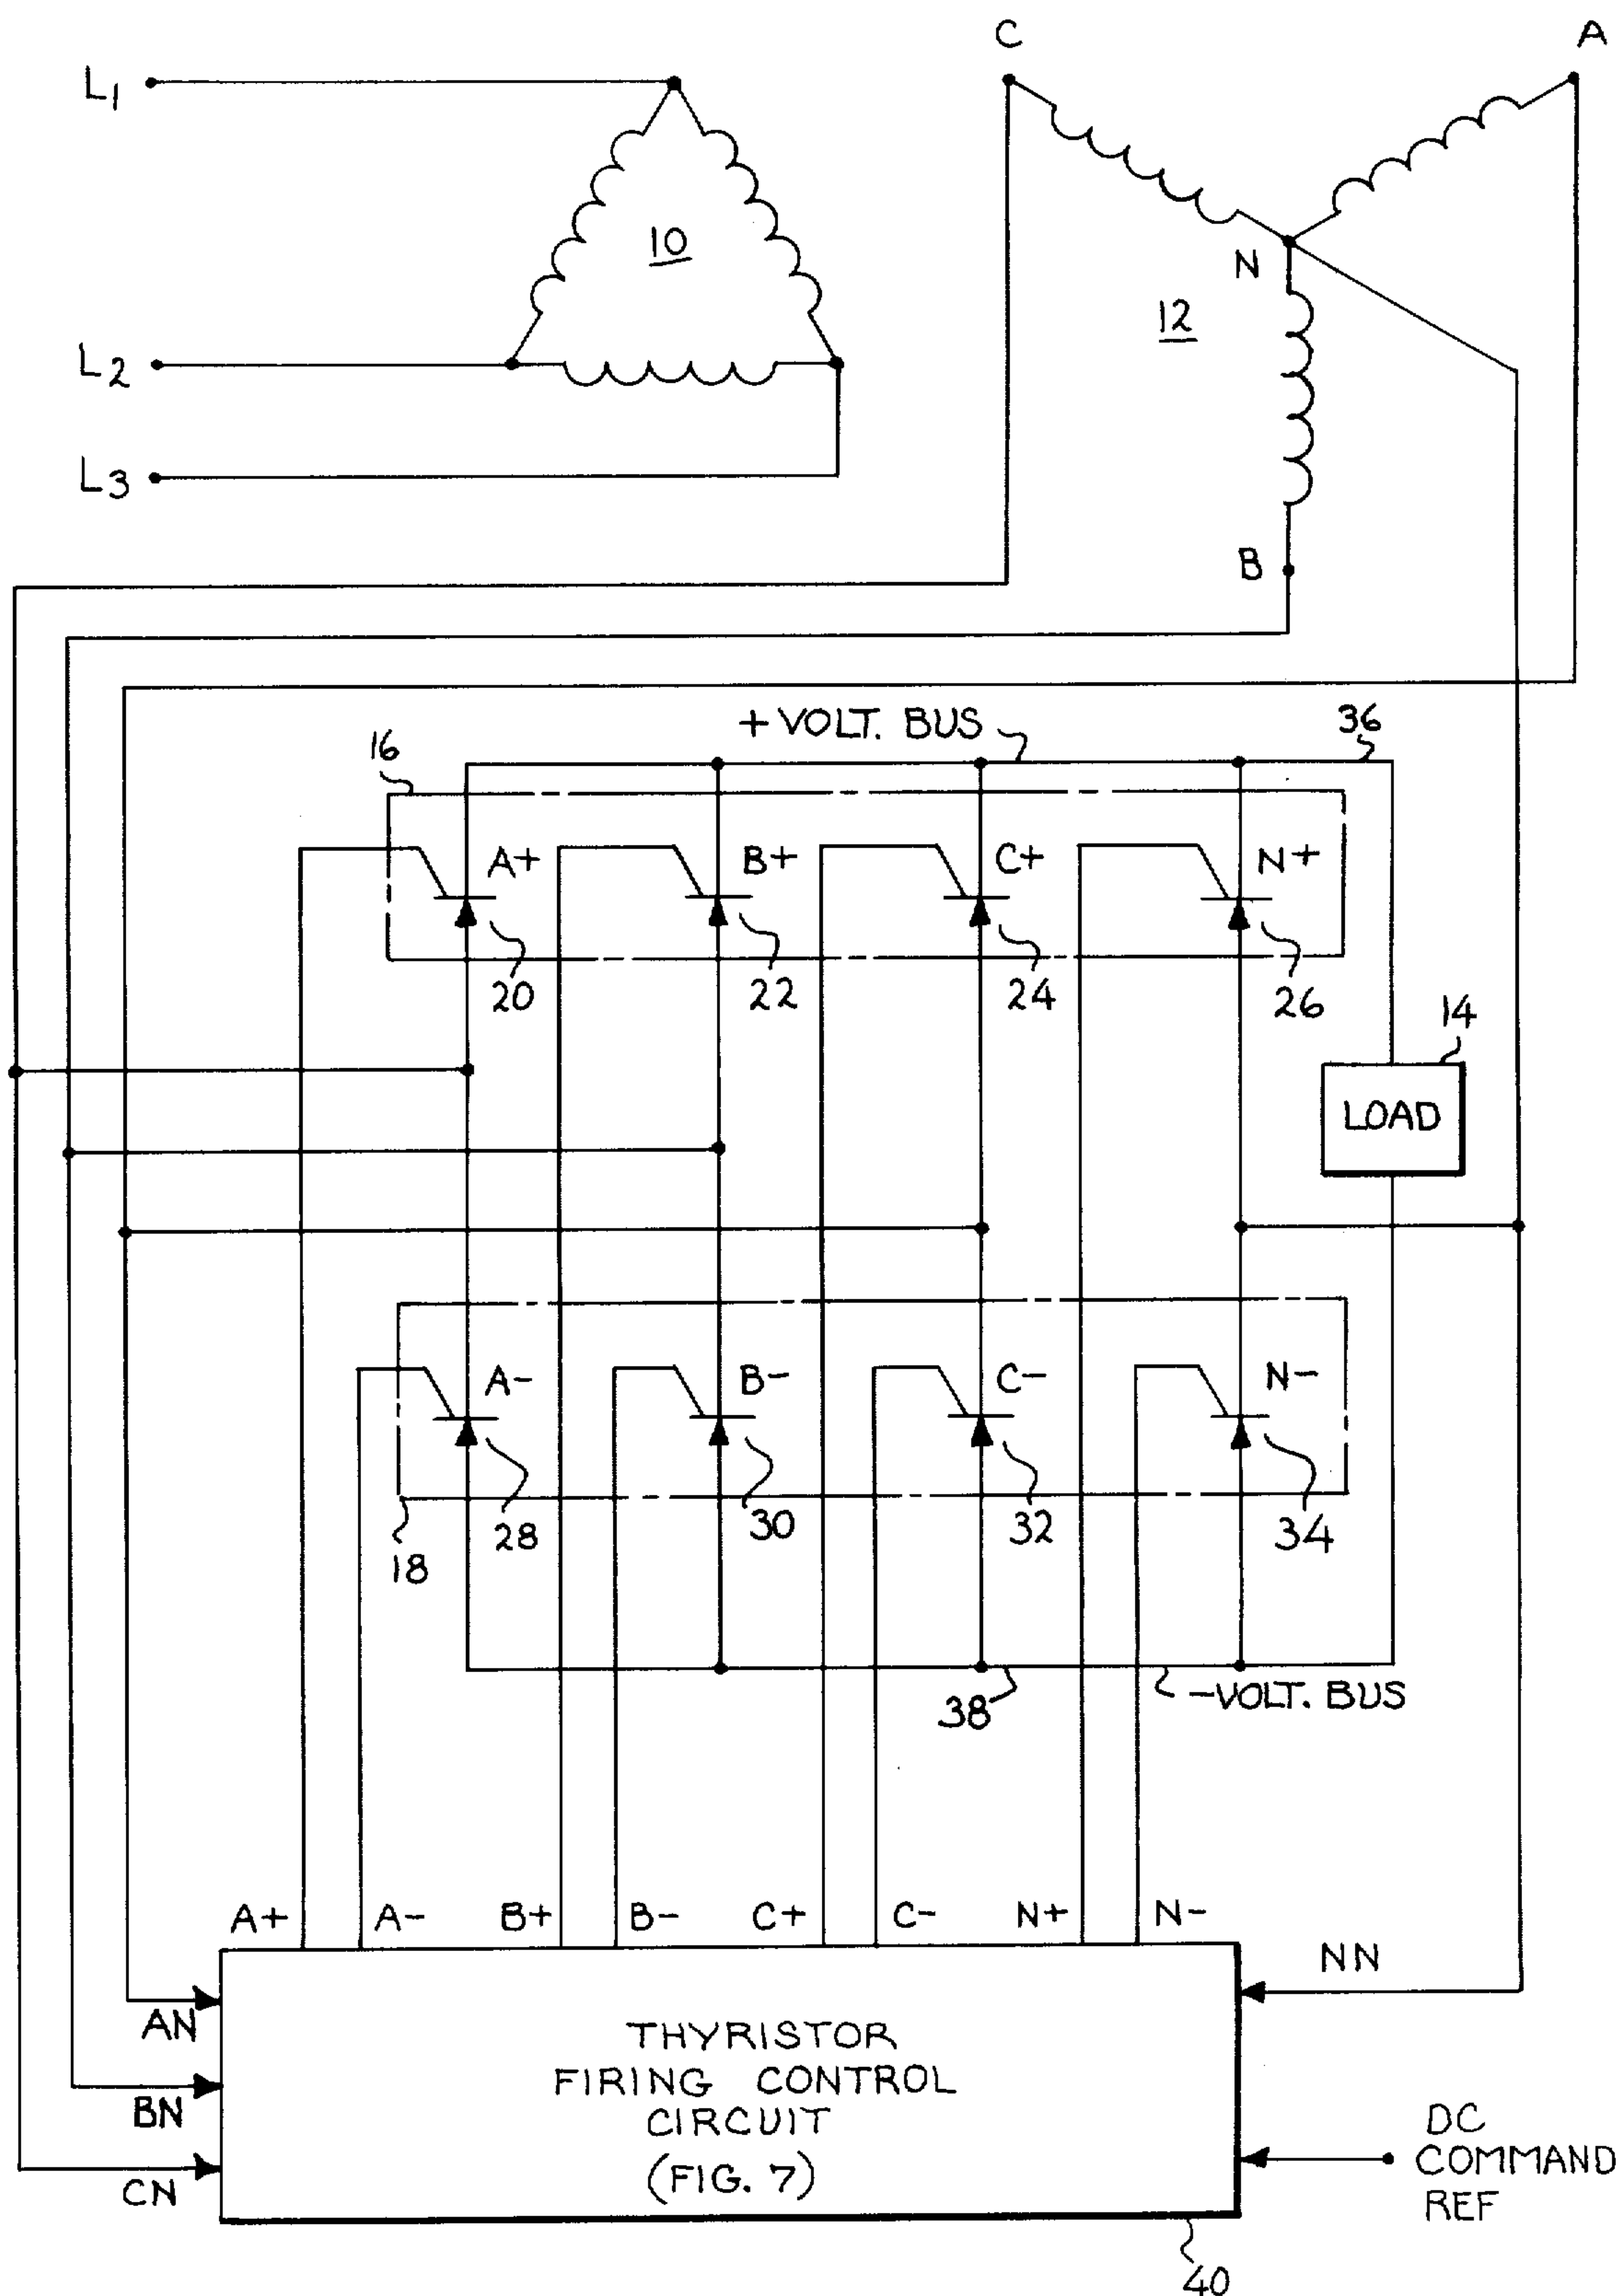 C
A
L1
10
N
12
L2
L3
B
+ VOLT. BUS
36
16
A+
B+
C+
N+
20
22
24
26
14
LOAD
A-
B-
C-
N-
28
30
32
34
18
38
-VOLT. BUS
A+
A-
B+
B-
C+
C-
N+
N-
NN
AN
THYRISTOR
FIRING CONTROL
CIRCUIT
(FIG. 7)
BN
CN
DC
COMMAND
REF
40